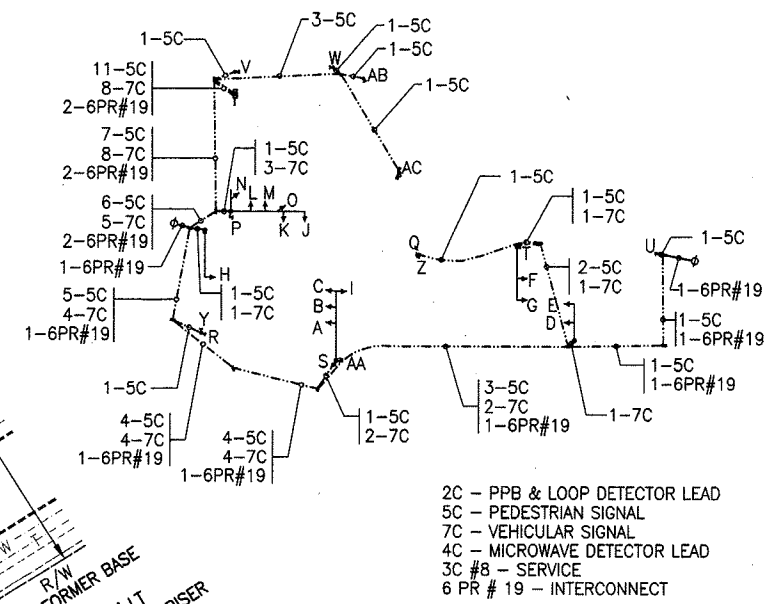 3-5C
1-5C
1-5C
V
W
1-5C
AB
11-5C
8-7C
2-6PR#19
1-5C
7-5C
8-7C
2-6PR#19
1-5C
3-7C
AC
N
L M
O
P
K J
6-5C
5-7C
2-6PR#19
1-5C
1-5C
1-7C
1-6PR#19
Ø
H
Q
Z
T
U
1-5C
Ø
2-5C
1-7C
1-6PR#19
C I
B
A
F
G
E
D
5-5C
4-7C
1-6PR#19
1-5C
1-7C
Y
R
1-5C
1-6PR#19
S AA
1-5C
1-5C
1-6PR#19
3-5C
2-7C
1-6PR#19
1-7C
4-5C
4-7C
1-6PR#19
4-5C
4-7C
1-6PR#19
1-5C
2-7C
2C - PPB & LOOP DETECTOR LEAD
5C - PEDESTRIAN SIGNAL
7C - VEHICULAR SIGNAL
4C - MICROWAVE DETECTOR LEAD
3C #8 - SERVICE
6 PR # 19 - INTERCONNECT
W T
R/W
FORMER BASE
RISER